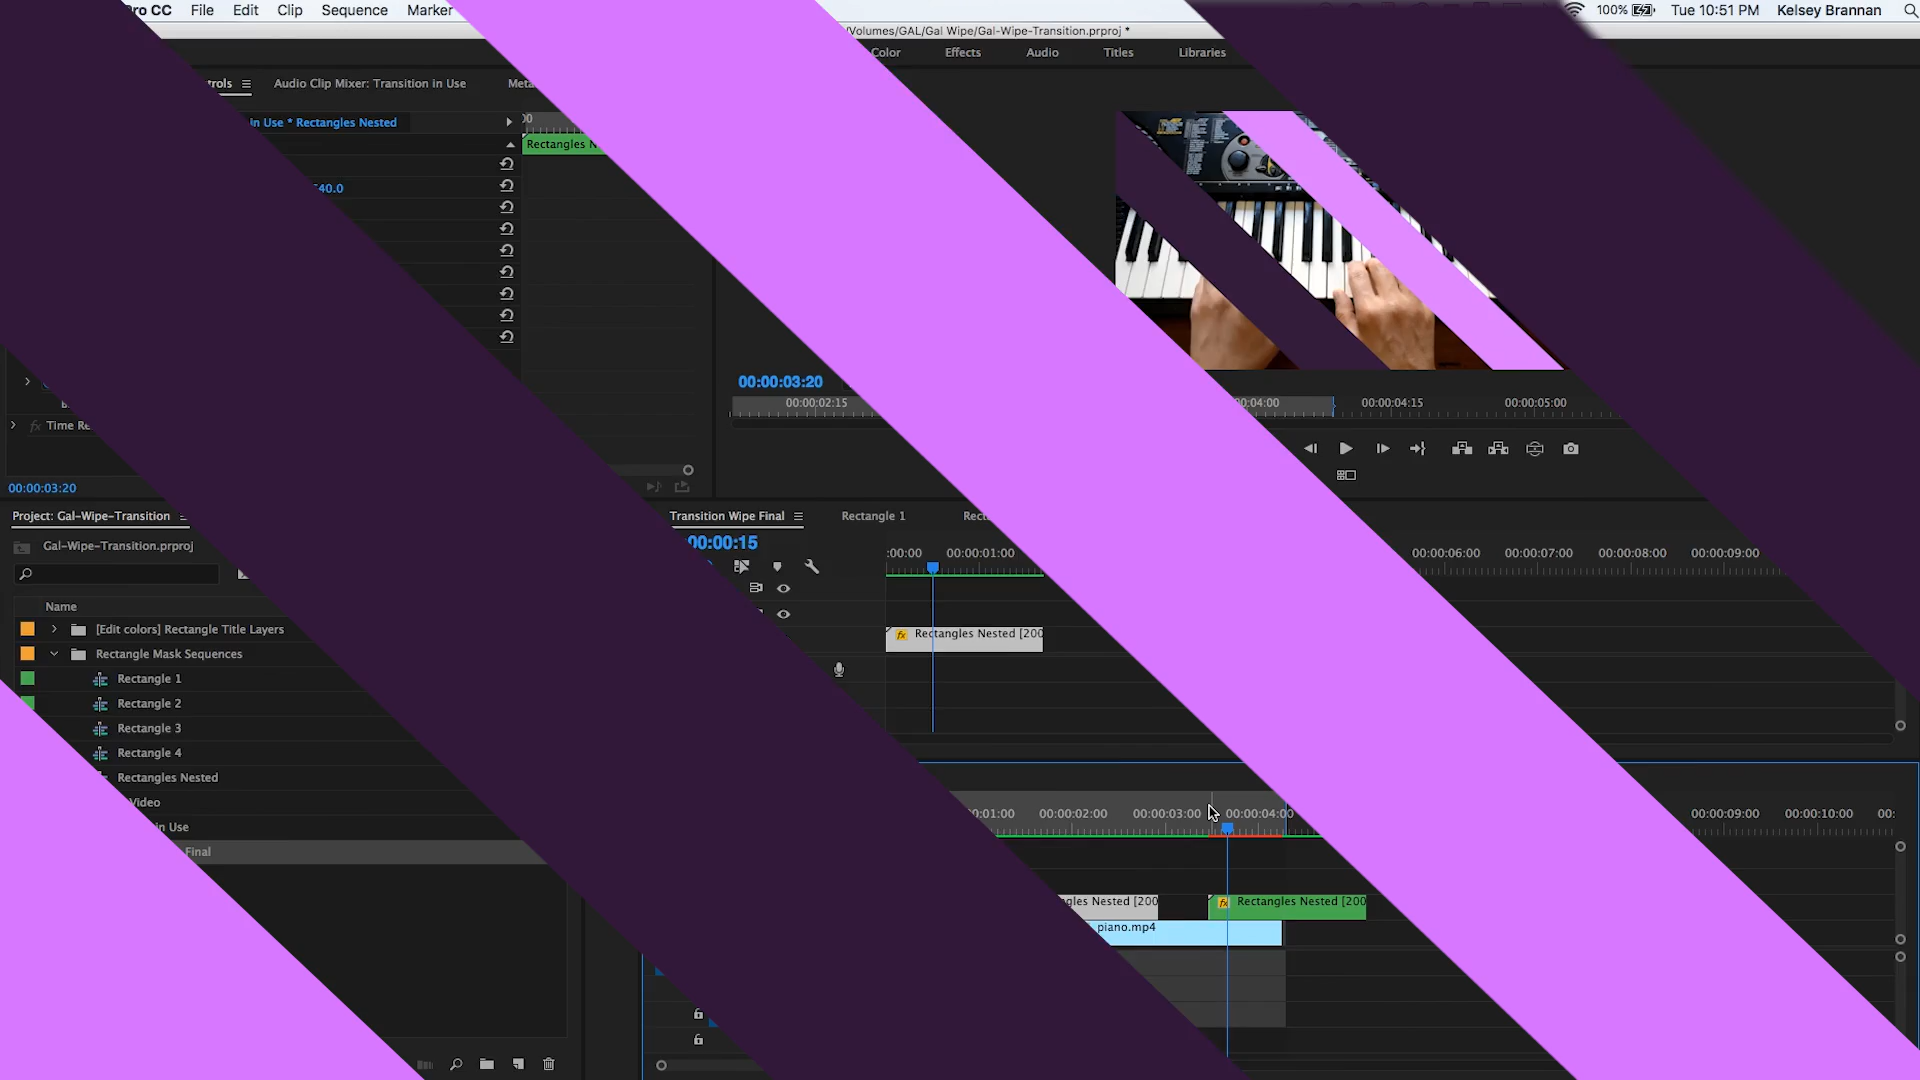 ro CC File Edit Clip Sequence Marker 100% Tue 10:51 PM Kelsey Brannan
/Volumes/GAL/Gal Wipe/Gal-Wipe-Transition.prproj *
Color Effects Audio Titles Libraries
trols Audio Clip Mixer: Transition in Use Meta
in Use * Rectangles Nested
Rectangles N
540.0
00:00:03:20
00:00:02:15 0:04:00 00:00:04:15 00:00:05:00
fx Time Re
00:00:03:20
Project: Gal-Wipe-Transition Transition Wipe Final Rectangle 1 Rec
Gal-Wipe-Transition.prproj 00:00:15
:00:00 00:00:01:00 00:00:06:00 00:00:07:00 00:00:08:00 00:00:09:00
Name
[Edit colors] Rectangle Title Layers
fx Rectangles Nested [200
Rectangle Mask Sequences
Rectangle 1
Rectangle 2
Rectangle 3
Rectangle 4
Rectangles Nested
Video
in Use
Final
0:01:00 00:00:02:00 00:00:03:00 00:00:04:00 00:00:09:00 00:00:10:00 00:
gles Nested [200 fx Rectangles Nested [200
piano.mp4